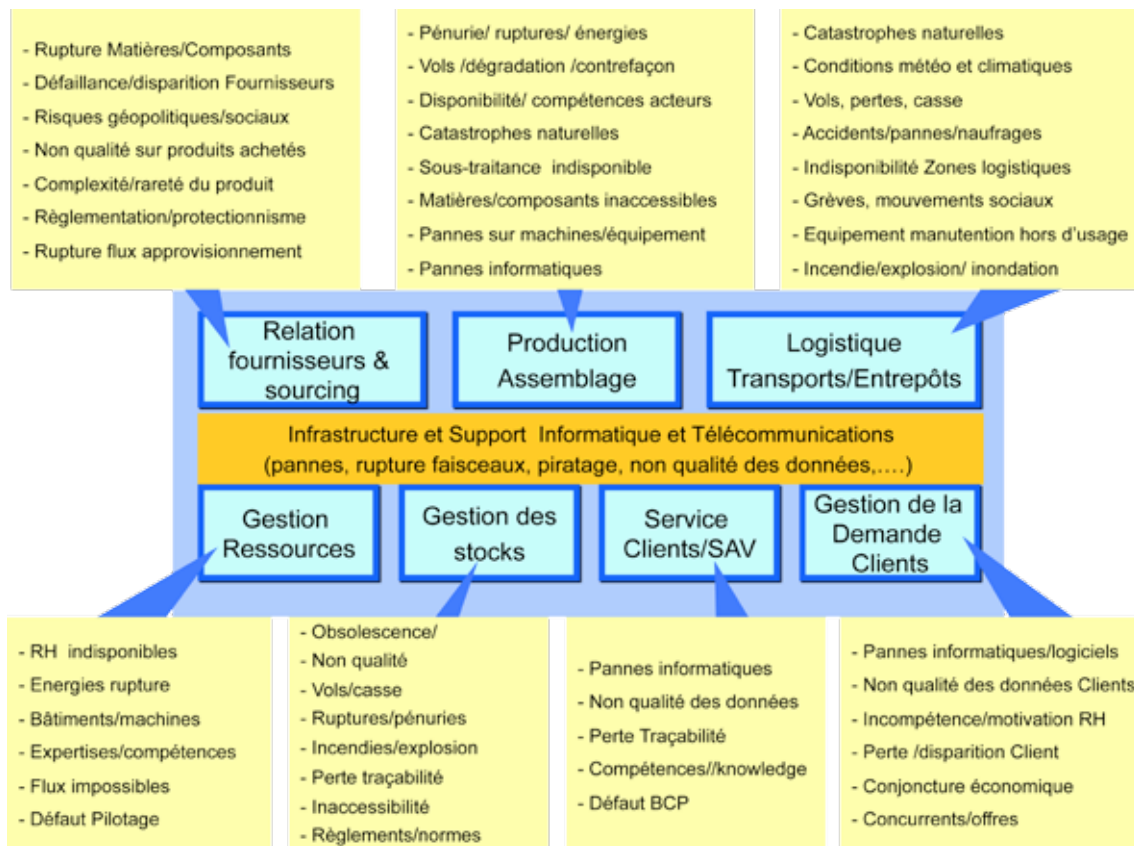 - Rupture Matières/Composants
- Défaillance/disparition Fournisseurs
- Risques géopolitiques/sociaux
- Non qualité sur produits achetés
- Complexité/rareté du produit
- Règlementation/protectionnisme
- Rupture flux approvisionnement
- Pénurie/ ruptures/ énergies
- Vols /dégradation /contrefaçon
- Disponibilité/ compétences acteurs
- Catastrophes naturelles
- Sous-traitance indisponible
- Matières/composants inaccessibles
- Pannes sur machines/équipement
- Pannes informatiques
- Catastrophes naturelles
- Conditions météo et climatiques
- Vols, pertes, casse
- Accidents/pannes/naufrages
- Indisponibilité Zones logistiques
- Grèves, mouvements sociaux
- Equipement manutention hors d'usage
- Incendie/explosion/ inondation
Relation
fournisseurs &
sourcing
Production
Assemblage
Logistique
Transports/Entrepôts
Infrastructure et Support Informatique et Télécommunications
(pannes, rupture faisceaux, piratage, non qualité des données,….)
Gestion
Ressources
Gestion des
stocks
Service
Clients/SAV
Gestion de la
Demande
Clients
- RH indisponibles
- Energies rupture
- Bâtiments/machines
- Expertises/compétences
- Flux impossibles
- Défaut Pilotage
- Obsolescence/
- Non qualité
- Vols/casse
- Ruptures/pénuries
- Incendies/explosion
- Perte traçabilité
- Inaccessibilité
- Règlements/normes
- Pannes informatiques
- Non qualité des données
- Perte Traçabilité
- Compétences//knowledge
- Défaut BCP
- Pannes informatiques/logiciels
- Non qualité des données Clients
- Incompétence/motivation RH
- Perte /disparition Client
- Conjoncture économique
- Concurrents/offres